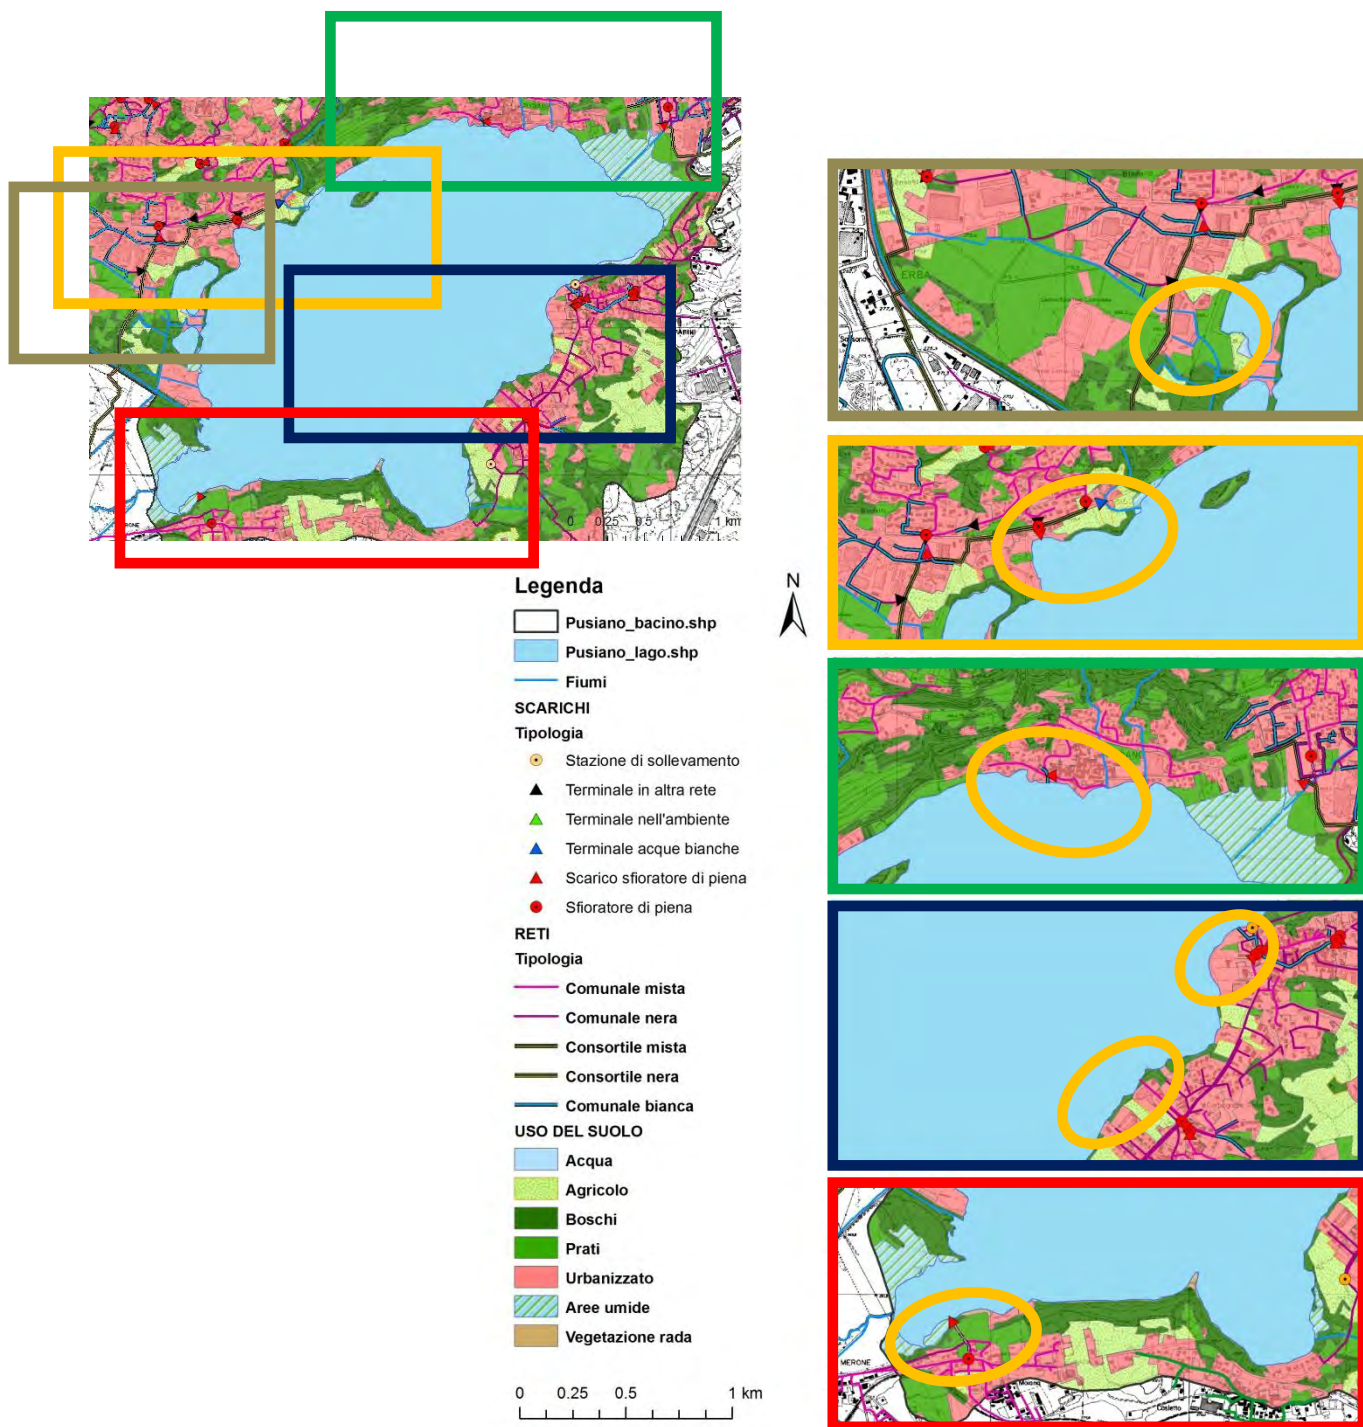 0 0.25 0.5 1 km
ERBA
Legenda
N
Pusiano_bacino.shp
Pusiano_lago.shp
Fiumi
SCARICHI
Tipologia
Stazione di sollevamento
Terminale in altra rete
Terminale nell'ambiente
Terminale acque bianche
Scarico sfioratore di piena
Sfioratore di piena
RETI
Tipologia
Comunale mista
Comunale nera
Consortile mista
Consortile nera
Comunale bianca
USO DEL SUOLO
Acqua
Agricolo
Boschi
Prati
Urbanizzato
Aree umide
Vegetazione rada
0 0.25 0.5 1 km
MERONE
Moiana